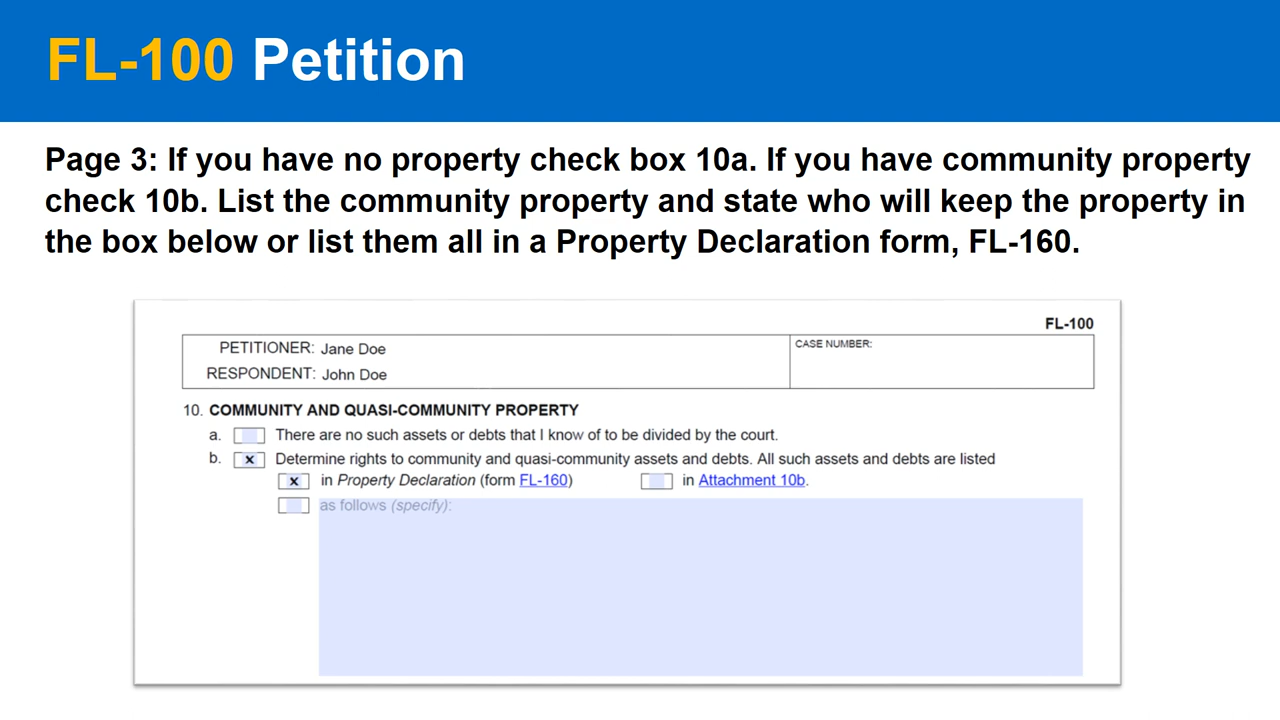 FL-100 Petition
Page 3: If you have no property check box 10a. If you have community property
check 10b. List the community property and state who will keep the property in
the box below or list them all in a Property Declaration form, FL-160.
FL-100
PETITIONER: Jane Doe
RESPONDENT: John Doe
CASE NUMBER:
10. COMMUNITY AND QUASI-COMMUNITY PROPERTY
a. There are no such assets or debts that I know of to be divided by the court.
b. x Determine rights to community and quasi-community assets and debts. All such assets and debts are listed
x in Property Declaration (form FL-160) in Attachment 10b.
as follows (specify):